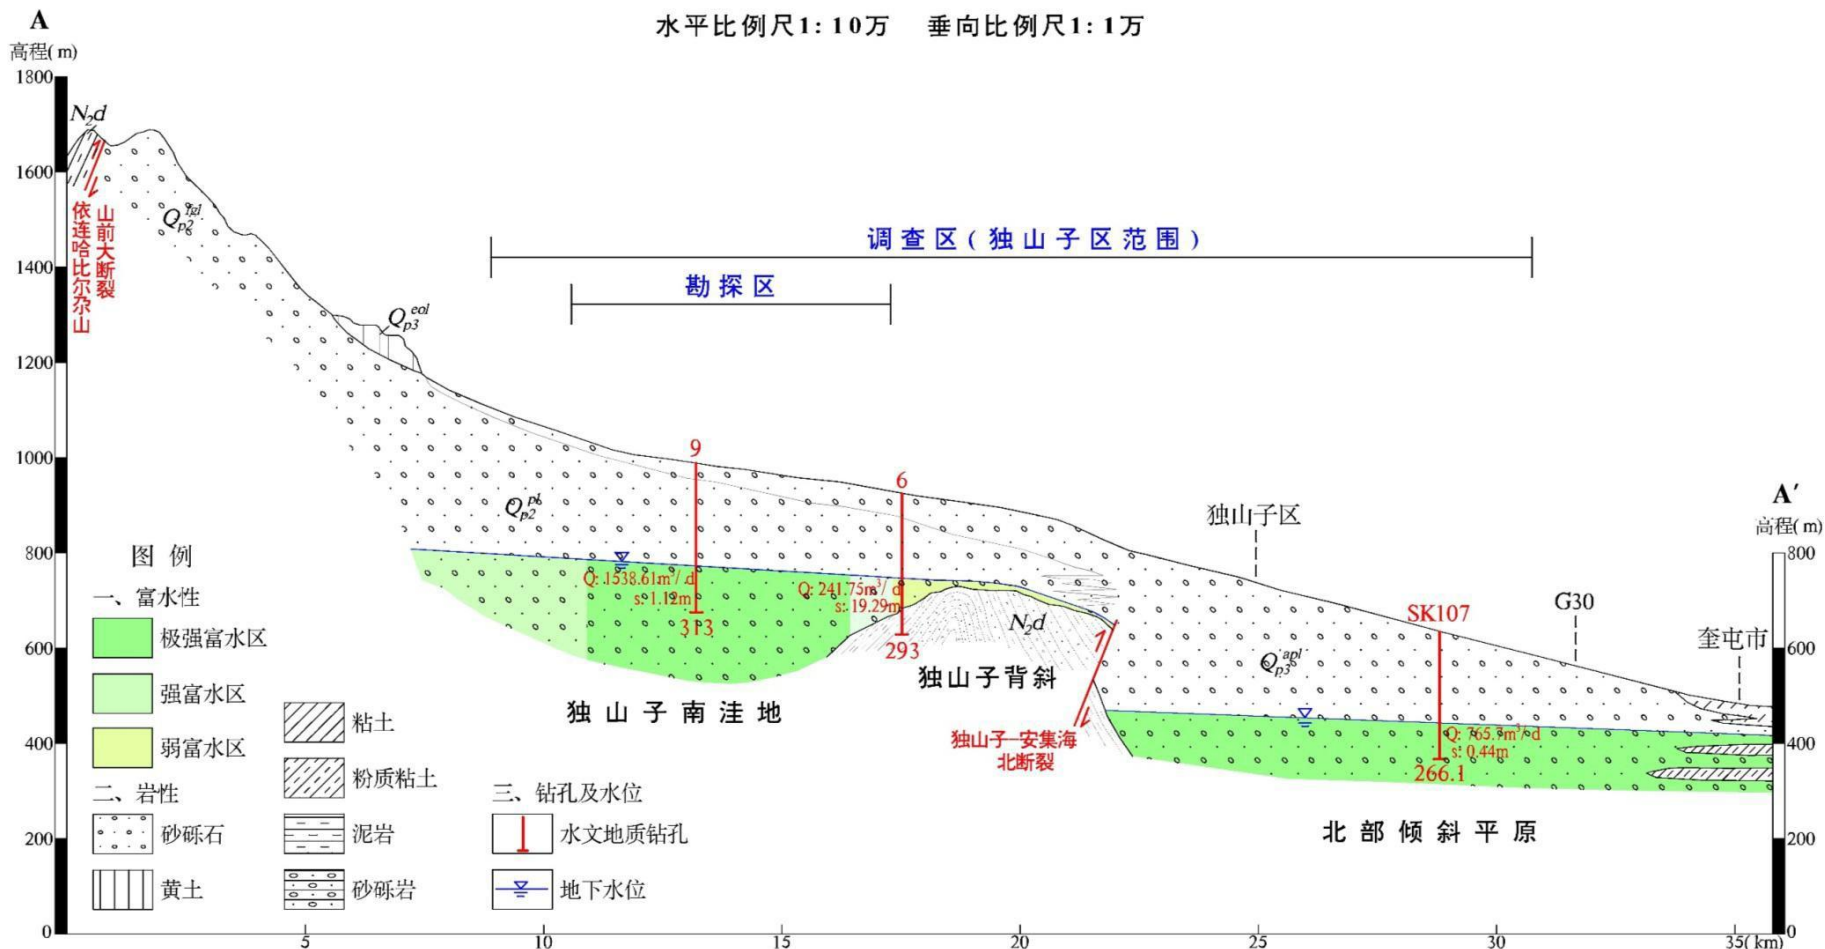 A
高程(m)
水平比例尺1:10万 垂向比例尺1:1万
1800
1600
1400
1200
1000
800
600
400
200
0
N₂d
依连哈比尔尕山
山前大断裂
Qp2^fgl
Qp3^eol
调查区(独山子区范围)
勘探区
9
6
Qp2^pl
Q:1538.61m³/d
s:1.12m
313
Q:241.75m³/d
s:19.29m
293
N₂d
独山子背斜
独山子南洼地
独山子—安集海
北断裂
独山子区
SK107
G30
奎屯市
Qp3^apl
Q:765.7m³/d
s:0.44m
266.1
北部倾斜平原
A′
高程(m)
800
600
400
200
0
图例
一、富水性
极强富水区
强富水区
弱富水区
二、岩性
砂砾石
黄土
粘土
粉质粘土
泥岩
砂砾岩
三、钻孔及水位
水文地质钻孔
地下水位
5 10 15 20 25 30 35(km)